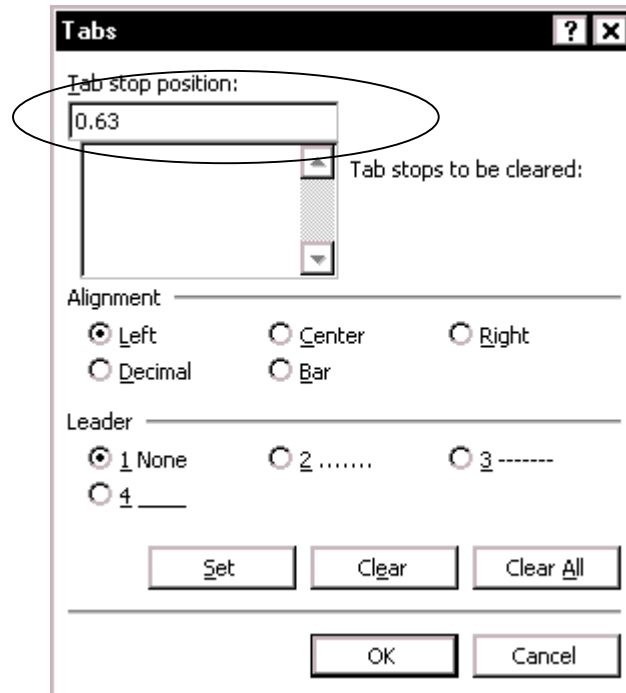 Tabs ? ×
Tab stop position:
0.63
Tab stops to be cleared:
Alignment
Left Center Right
Decimal Bar
Leader
1 None 2 ....... 3 -------
4 ____
Set Clear Clear All
OK Cancel